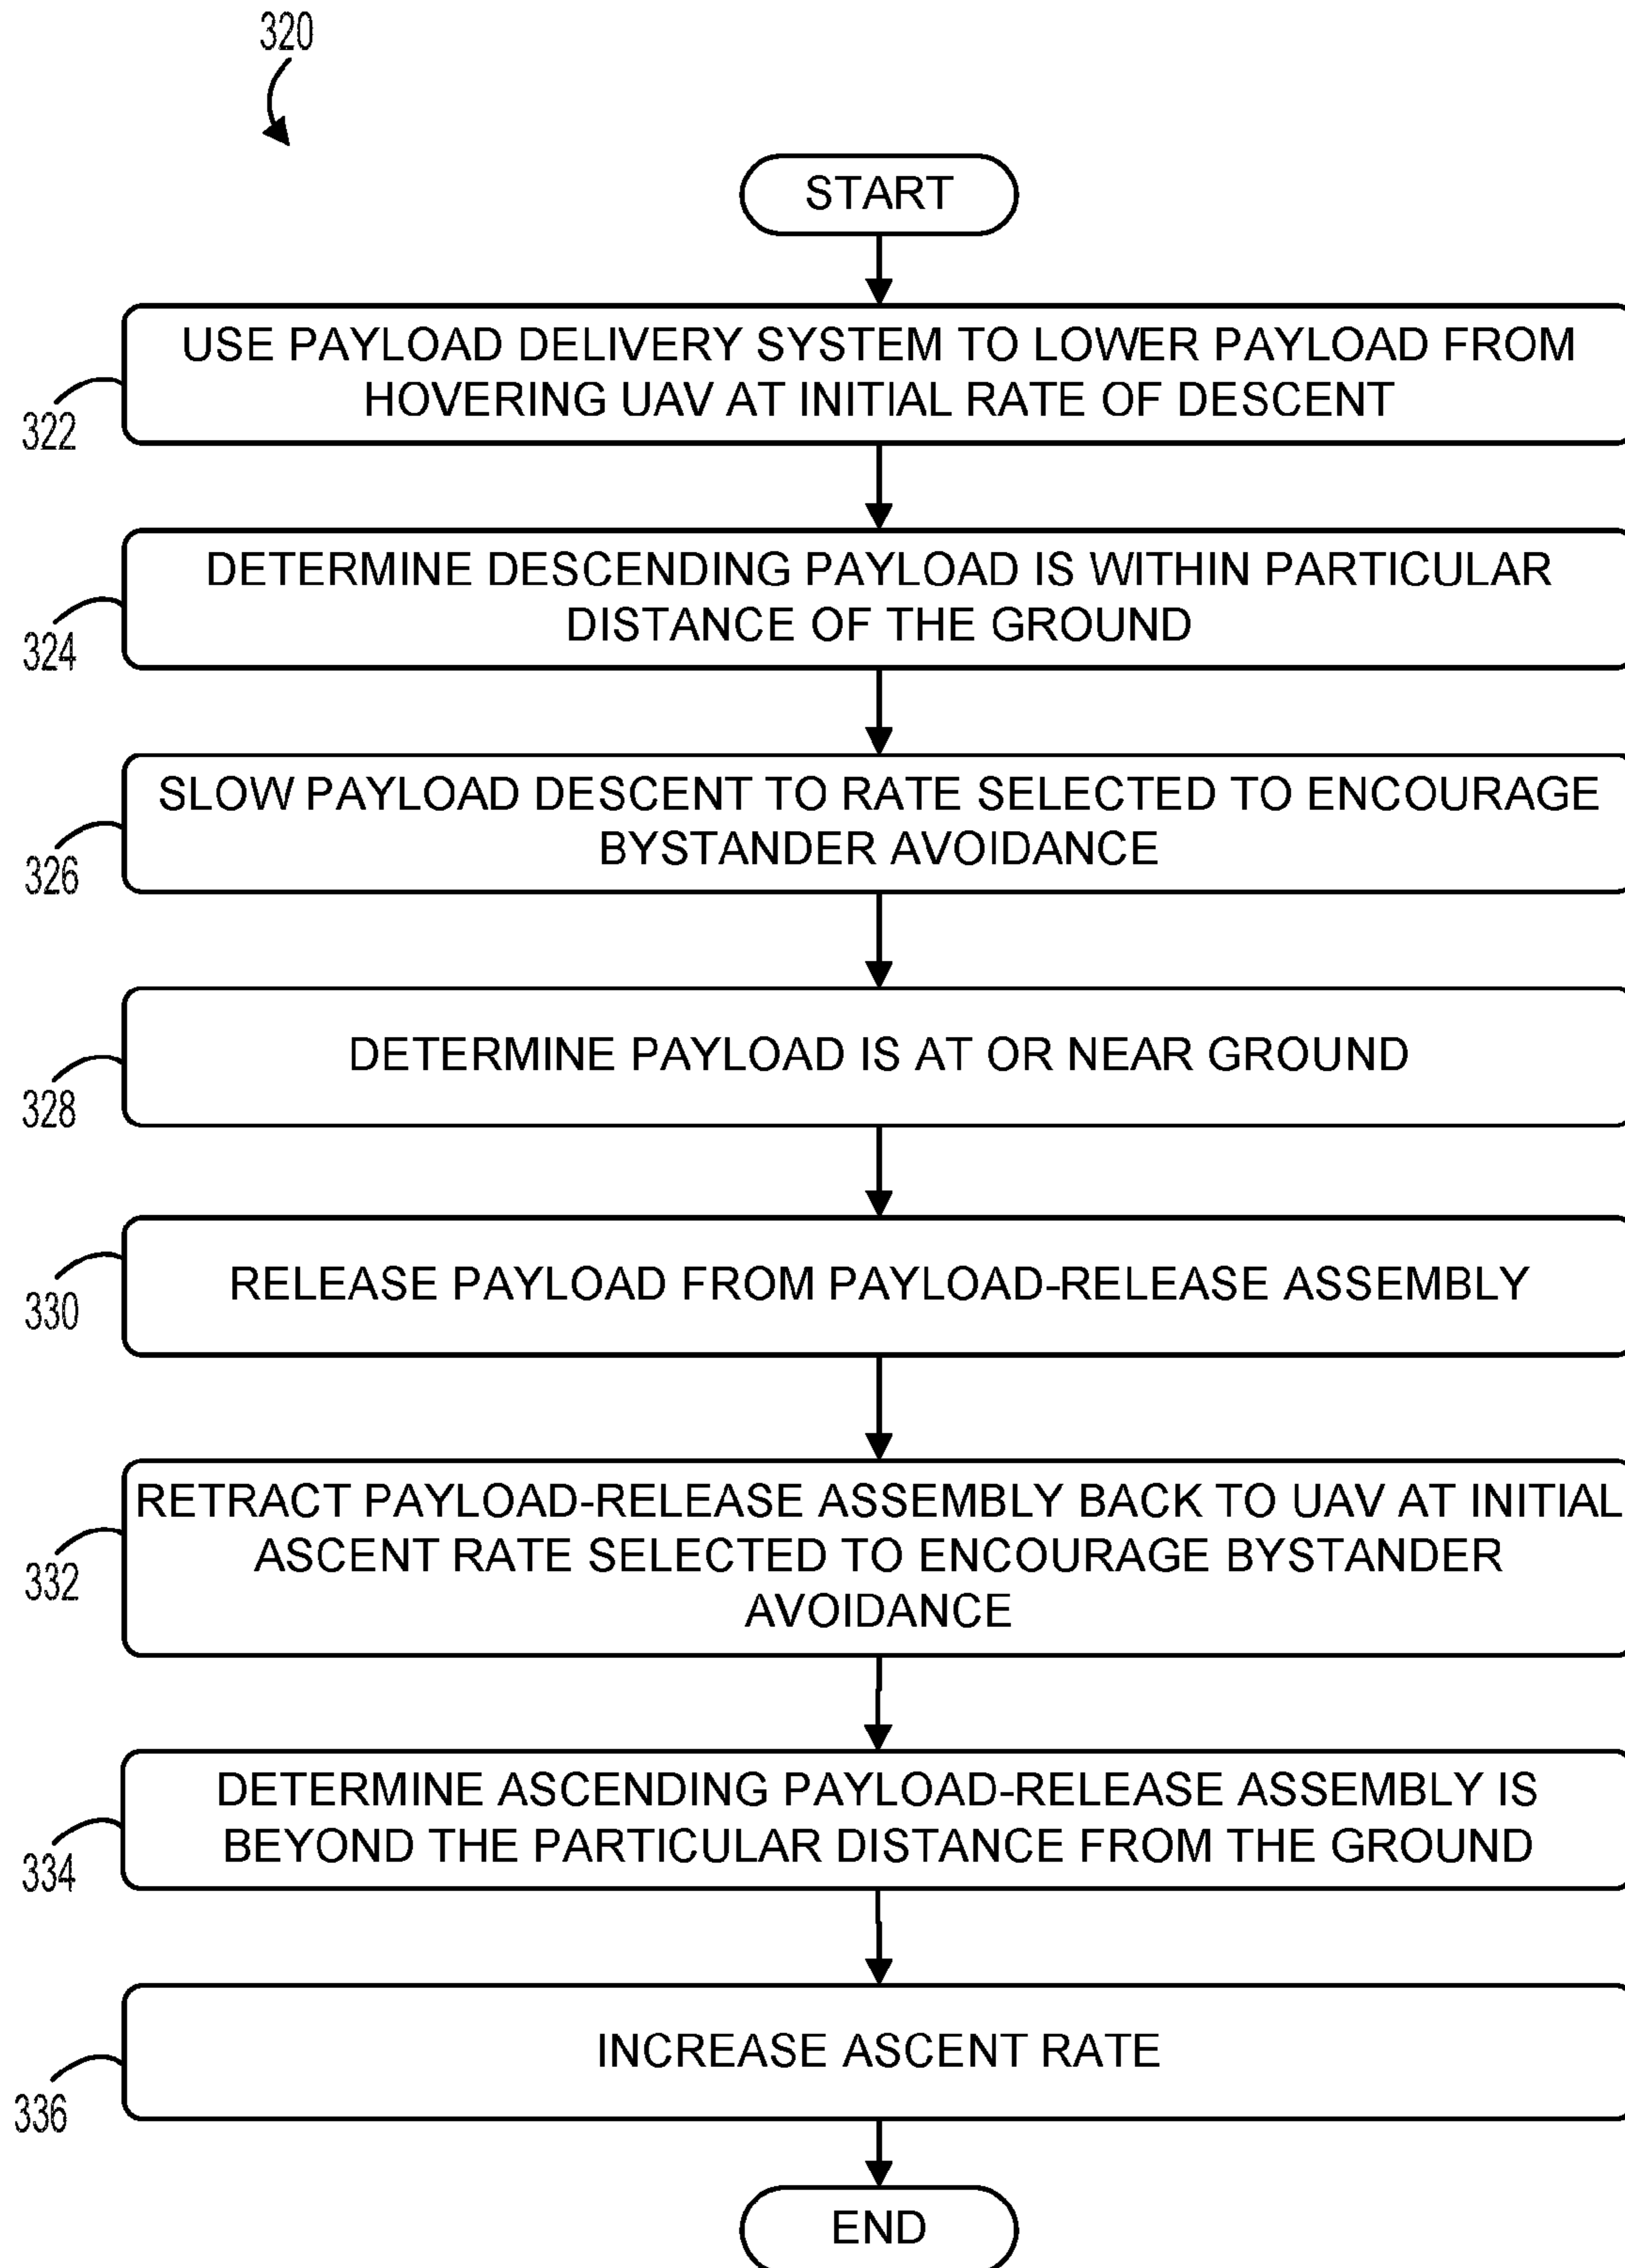 320
START
USE PAYLOAD DELIVERY SYSTEM TO LOWER PAYLOAD FROM
HOVERING UAV AT INITIAL RATE OF DESCENT
322
DETERMINE DESCENDING PAYLOAD IS WITHIN PARTICULAR
DISTANCE OF THE GROUND
324
SLOW PAYLOAD DESCENT TO RATE SELECTED TO ENCOURAGE
BYSTANDER AVOIDANCE
326
DETERMINE PAYLOAD IS AT OR NEAR GROUND
328
RELEASE PAYLOAD FROM PAYLOAD-RELEASE ASSEMBLY
330
RETRACT PAYLOAD-RELEASE ASSEMBLY BACK TO UAV AT INITIAL
ASCENT RATE SELECTED TO ENCOURAGE BYSTANDER
AVOIDANCE
332
DETERMINE ASCENDING PAYLOAD-RELEASE ASSEMBLY IS
BEYOND THE PARTICULAR DISTANCE FROM THE GROUND
334
INCREASE ASCENT RATE
336
END